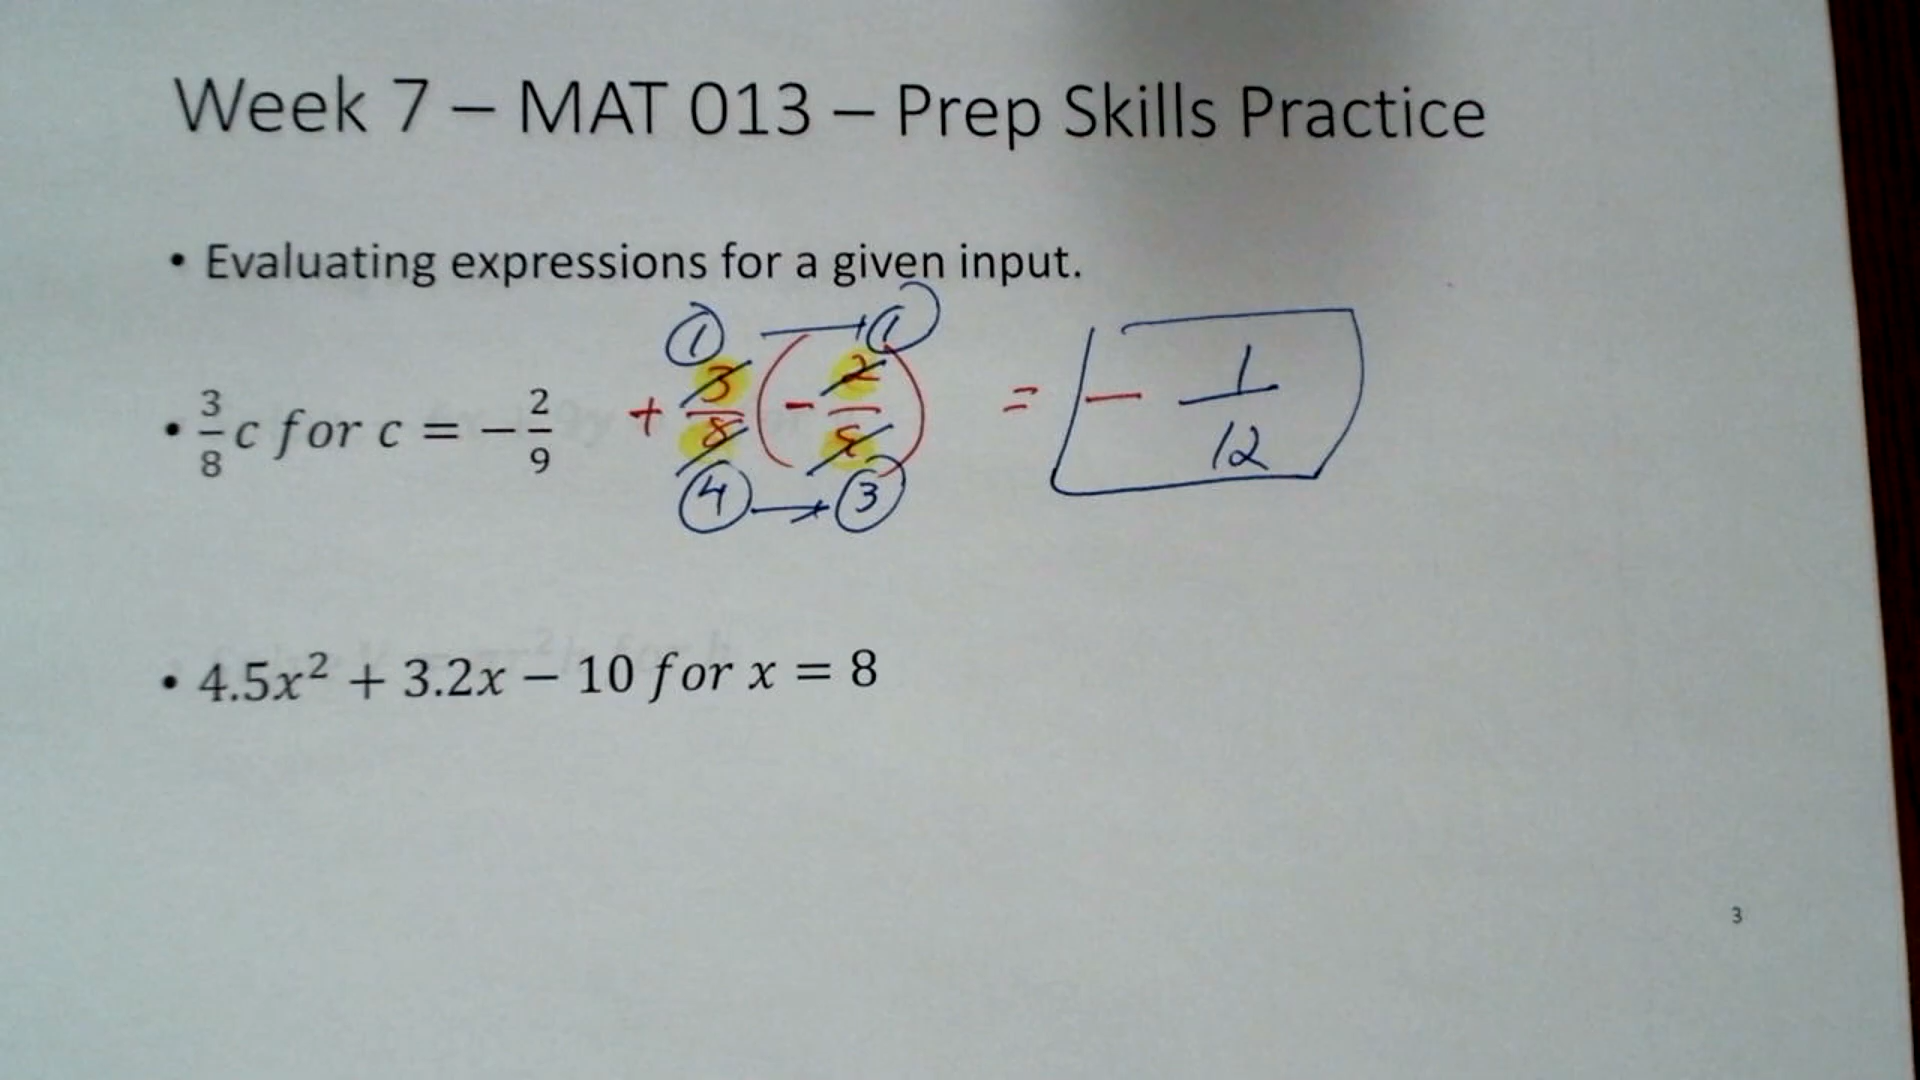 Week 7 – MAT 013 – Prep Skills Practice
• Evaluating expressions for a given input.
① → ①
• 3/8 c for c = −2/9 + 3/8 (− 2/9) = − 1/12
④ → ③
• 4.5x² + 3.2x − 10 for x = 8
3